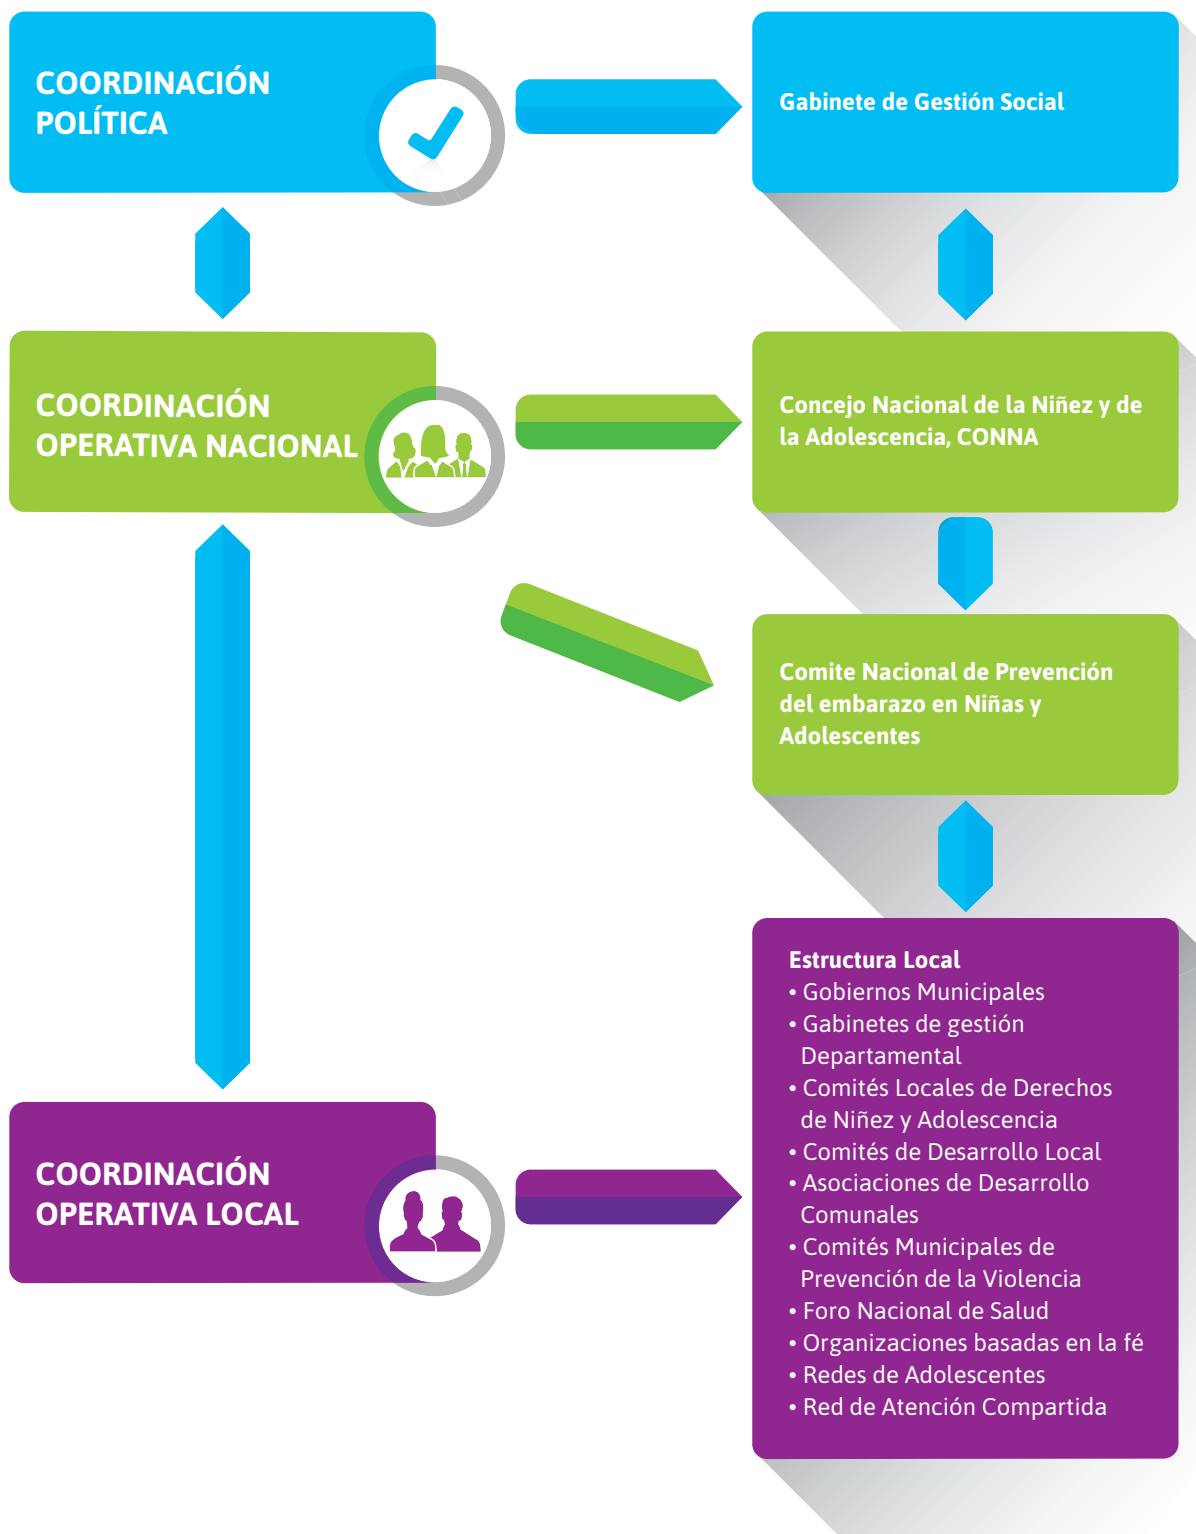 COORDINACIÓN
POLÍTICA
Gabinete de Gestión Social
COORDINACIÓN
OPERATIVA NACIONAL
Concejo Nacional de la Niñez y de
la Adolescencia, CONNA
Comite Nacional de Prevención
del embarazo en Niñas y
Adolescentes
COORDINACIÓN
OPERATIVA LOCAL
Estructura Local
• Gobiernos Municipales
• Gabinetes de gestión
Departamental
• Comités Locales de Derechos
de Niñez y Adolescencia
• Comités de Desarrollo Local
• Asociaciones de Desarrollo
Comunales
• Comités Municipales de
Prevención de la Violencia
• Foro Nacional de Salud
• Organizaciones basadas en la fé
• Redes de Adolescentes
• Red de Atención Compartida